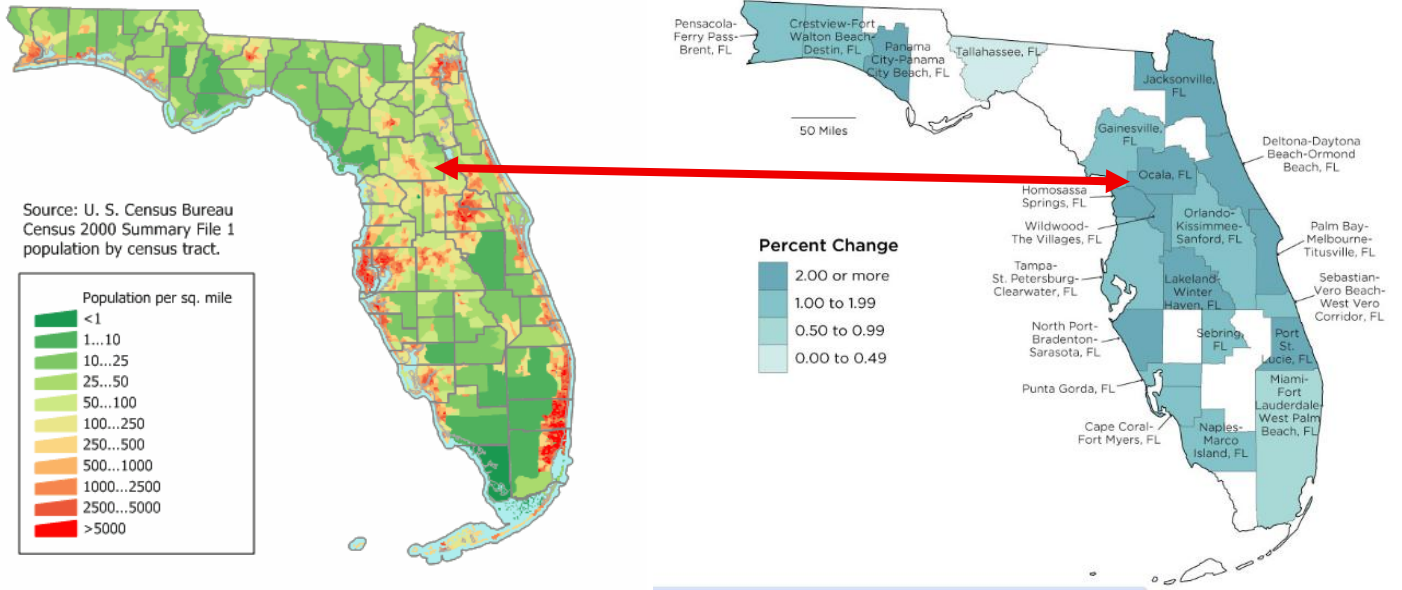 Source: U. S. Census Bureau
Census 2000 Summary File 1
population by census tract.
Population per sq. mile
<1
1...10
10...25
25...50
50...100
100...250
250...500
500...1000
1000...2500
2500...5000
>5000
Pensacola-
Ferry Pass-
Brent, FL
Crestview-Fort
Walton Beach-
Destin, FL
Panama
City-Panama
City Beach, FL
Tallahassee, FL
Jacksonville,
FL
50 Miles
Gainesville,
FL
Deltona-Daytona
Beach-Ormond
Beach, FL
Ocala, FL
Homosassa
Springs, FL
Wildwood-
The Villages, FL
Orlando-
Kissimmee-
Sanford, FL
Palm Bay-
Melbourne-
Titusville, FL
Percent Change
2.00 or more
1.00 to 1.99
0.50 to 0.99
0.00 to 0.49
Tampa-
St. Petersburg-
Clearwater, FL
Lakeland-
Winter
Haven, FL
Sebastian-
Vero Beach-
West Vero
Corridor, FL
North Port-
Bradenton-
Sarasota, FL
Sebring,
FL
Port
St.
Lucie, FL
Punta Gorda, FL
Miami-
Fort
Lauderdale-
West Palm
Beach, FL
Cape Coral-
Fort Myers, FL
Naples-
Marco
Island, FL